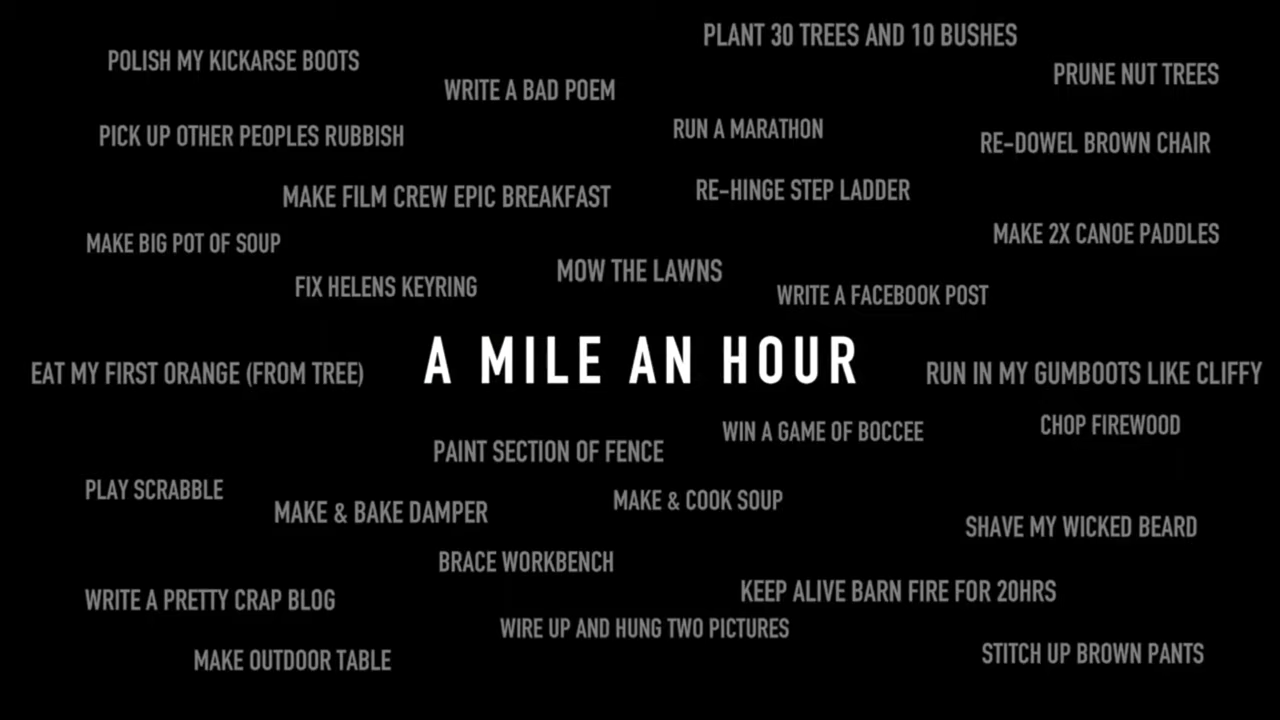 PLANT 30 TREES AND 10 BUSHES
POLISH MY KICKARSE BOOTS
PRUNE NUT TREES
WRITE A BAD POEM
RUN A MARATHON
PICK UP OTHER PEOPLES RUBBISH
RE-DOWEL BROWN CHAIR
RE-HINGE STEP LADDER
MAKE FILM CREW EPIC BREAKFAST
MAKE 2X CANOE PADDLES
MAKE BIG POT OF SOUP
MOW THE LAWNS
FIX HELENS KEYRING
WRITE A FACEBOOK POST
A MILE AN HOUR
EAT MY FIRST ORANGE (FROM TREE)
RUN IN MY GUMBOOTS LIKE CLIFFY
CHOP FIREWOOD
WIN A GAME OF BOCCEE
PAINT SECTION OF FENCE
PLAY SCRABBLE
MAKE & COOK SOUP
MAKE & BAKE DAMPER
SHAVE MY WICKED BEARD
BRACE WORKBENCH
KEEP ALIVE BARN FIRE FOR 20HRS
WRITE A PRETTY CRAP BLOG
WIRE UP AND HUNG TWO PICTURES
STITCH UP BROWN PANTS
MAKE OUTDOOR TABLE